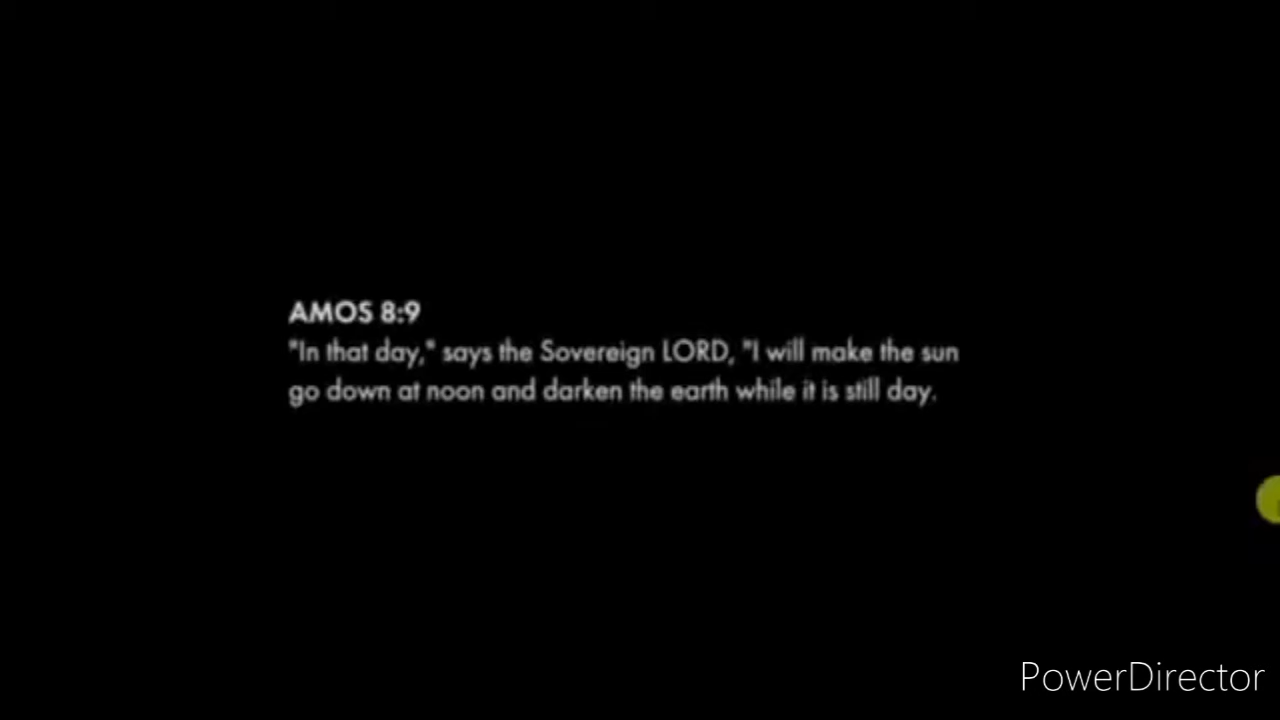 AMOS 8:9
"In that day," says the Sovereign LORD, "I will make the sun
go down at noon and darken the earth while it is still day.
PowerDirector